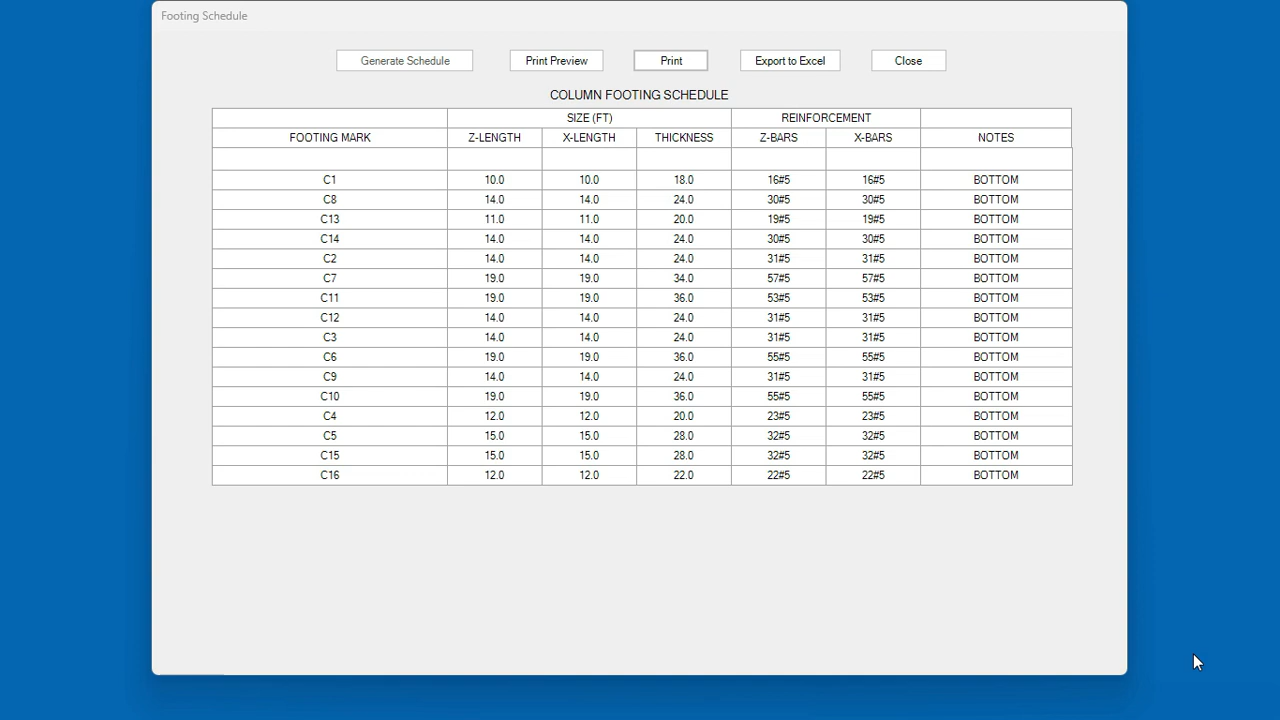 Footing Schedule
Generate Schedule Print Preview Print Export to Excel Close
COLUMN FOOTING SCHEDULE
SIZE (FT) REINFORCEMENT
FOOTING MARK Z-LENGTH X-LENGTH THICKNESS Z-BARS X-BARS NOTES
C1 10.0 10.0 18.0 16#5 16#5 BOTTOM
C8 14.0 14.0 24.0 30#5 30#5 BOTTOM
C13 11.0 11.0 20.0 19#5 19#5 BOTTOM
C14 14.0 14.0 24.0 30#5 30#5 BOTTOM
C2 14.0 14.0 24.0 31#5 31#5 BOTTOM
C7 19.0 19.0 34.0 57#5 57#5 BOTTOM
C11 19.0 19.0 36.0 53#5 53#5 BOTTOM
C12 14.0 14.0 24.0 31#5 31#5 BOTTOM
C3 14.0 14.0 24.0 31#5 31#5 BOTTOM
C6 19.0 19.0 36.0 55#5 55#5 BOTTOM
C9 14.0 14.0 24.0 31#5 31#5 BOTTOM
C10 19.0 19.0 36.0 55#5 55#5 BOTTOM
C4 12.0 12.0 20.0 23#5 23#5 BOTTOM
C5 15.0 15.0 28.0 32#5 32#5 BOTTOM
C15 15.0 15.0 28.0 32#5 32#5 BOTTOM
C16 12.0 12.0 22.0 22#5 22#5 BOTTOM